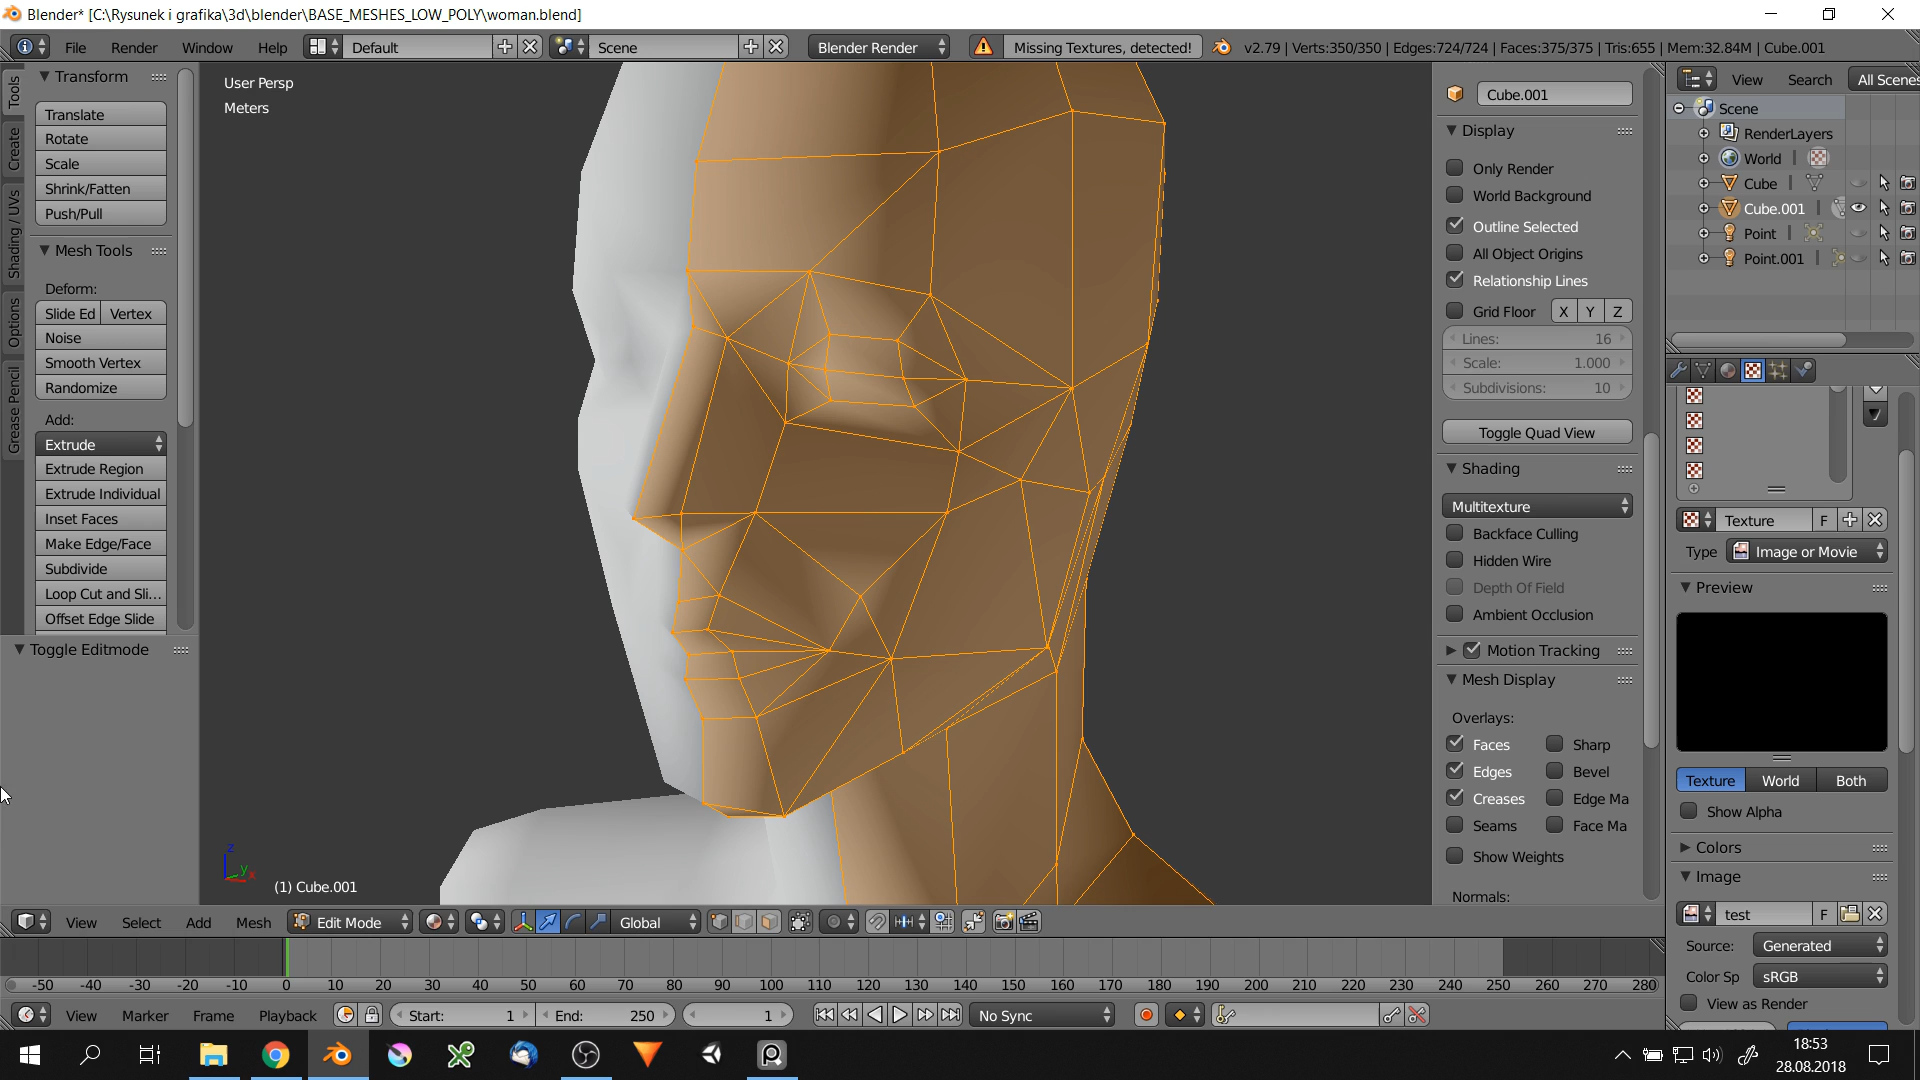 Blender* [C:\Rysunek i grafika\3d\blender\BASE_MESHES_LOW_POLY\woman.blend]
File Render Window Help Default Scene Blender Render Missing Textures, detected! v2.79 | Verts:350/350 | Edges:724/724 | Faces:375/375 | Tris:655 | Mem:32.84M | Cube.001
Tools
Create
Shading / UVs
Options
Grease Pencil
Transform
Translate
Rotate
Scale
Shrink/Fatten
Push/Pull
Mesh Tools
Deform:
Slide Ed Vertex
Noise
Smooth Vertex
Randomize
Add:
Extrude
Extrude Region
Extrude Individual
Inset Faces
Make Edge/Face
Subdivide
Loop Cut and Sli...
Offset Edge Slide
Toggle Editmode
User Persp
Meters
z
y
x
(1) Cube.001
Cube.001
Display
Only Render
World Background
Outline Selected
All Object Origins
Relationship Lines
Grid Floor X Y Z
Lines: 16
Scale: 1.000
Subdivisions: 10
Toggle Quad View
Shading
Multitexture
Backface Culling
Hidden Wire
Depth Of Field
Ambient Occlusion
Motion Tracking
Mesh Display
Overlays:
Faces Sharp
Edges Bevel
Creases Edge Ma
Seams Face Ma
Show Weights
Normals:
View Search All Scenes
Scene
RenderLayers
World
Cube
Cube.001
Point
Point.001
Texture F
Type Image or Movie
Preview
Texture World Both
Show Alpha
Colors
Image
test F
Source: Generated
Color Sp sRGB
View as Render
View Select Add Mesh Edit Mode Global
-50 -40 -30 -20 -10 0 10 20 30 40 50 60 70 80 90 100 110 120 130 140 150 160 170 180 190 200 210 220 230 240 250 260 270 280
View Marker Frame Playback Start: 1 End: 250 1 No Sync
18:53
28.08.2018